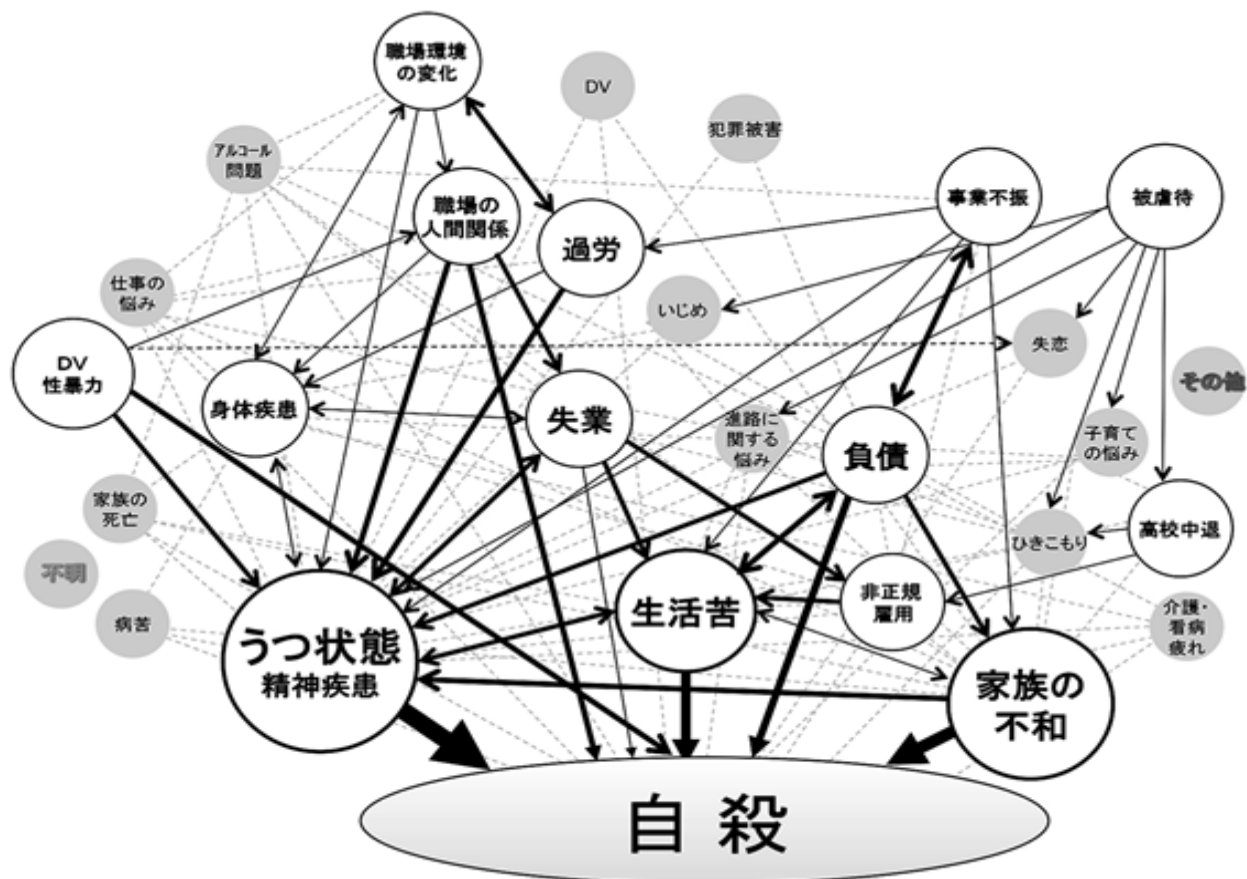 職場環境
の変化
DV
犯罪被害
アルコール
問題
職場の
人間関係
過労
事業不振
被虐待
仕事の
悩み
いじめ
失恋
DV
性暴力
その他
身体疾患
失業
進路に
関する
悩み
負債
子育て
の悩み
家族の
死亡
高校中退
ひきこもり
不明
病苦
うつ状態
精神疾患
生活苦
非正規
雇用
介護・
看病
疲れ
家族の
不和
自殺